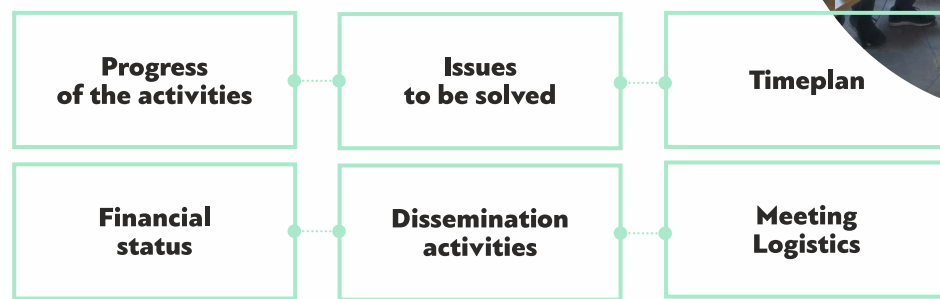 Progress
of the activities
Issues
to be solved
Timeplan
Financial
status
Dissemination
activities
Meeting
Logistics